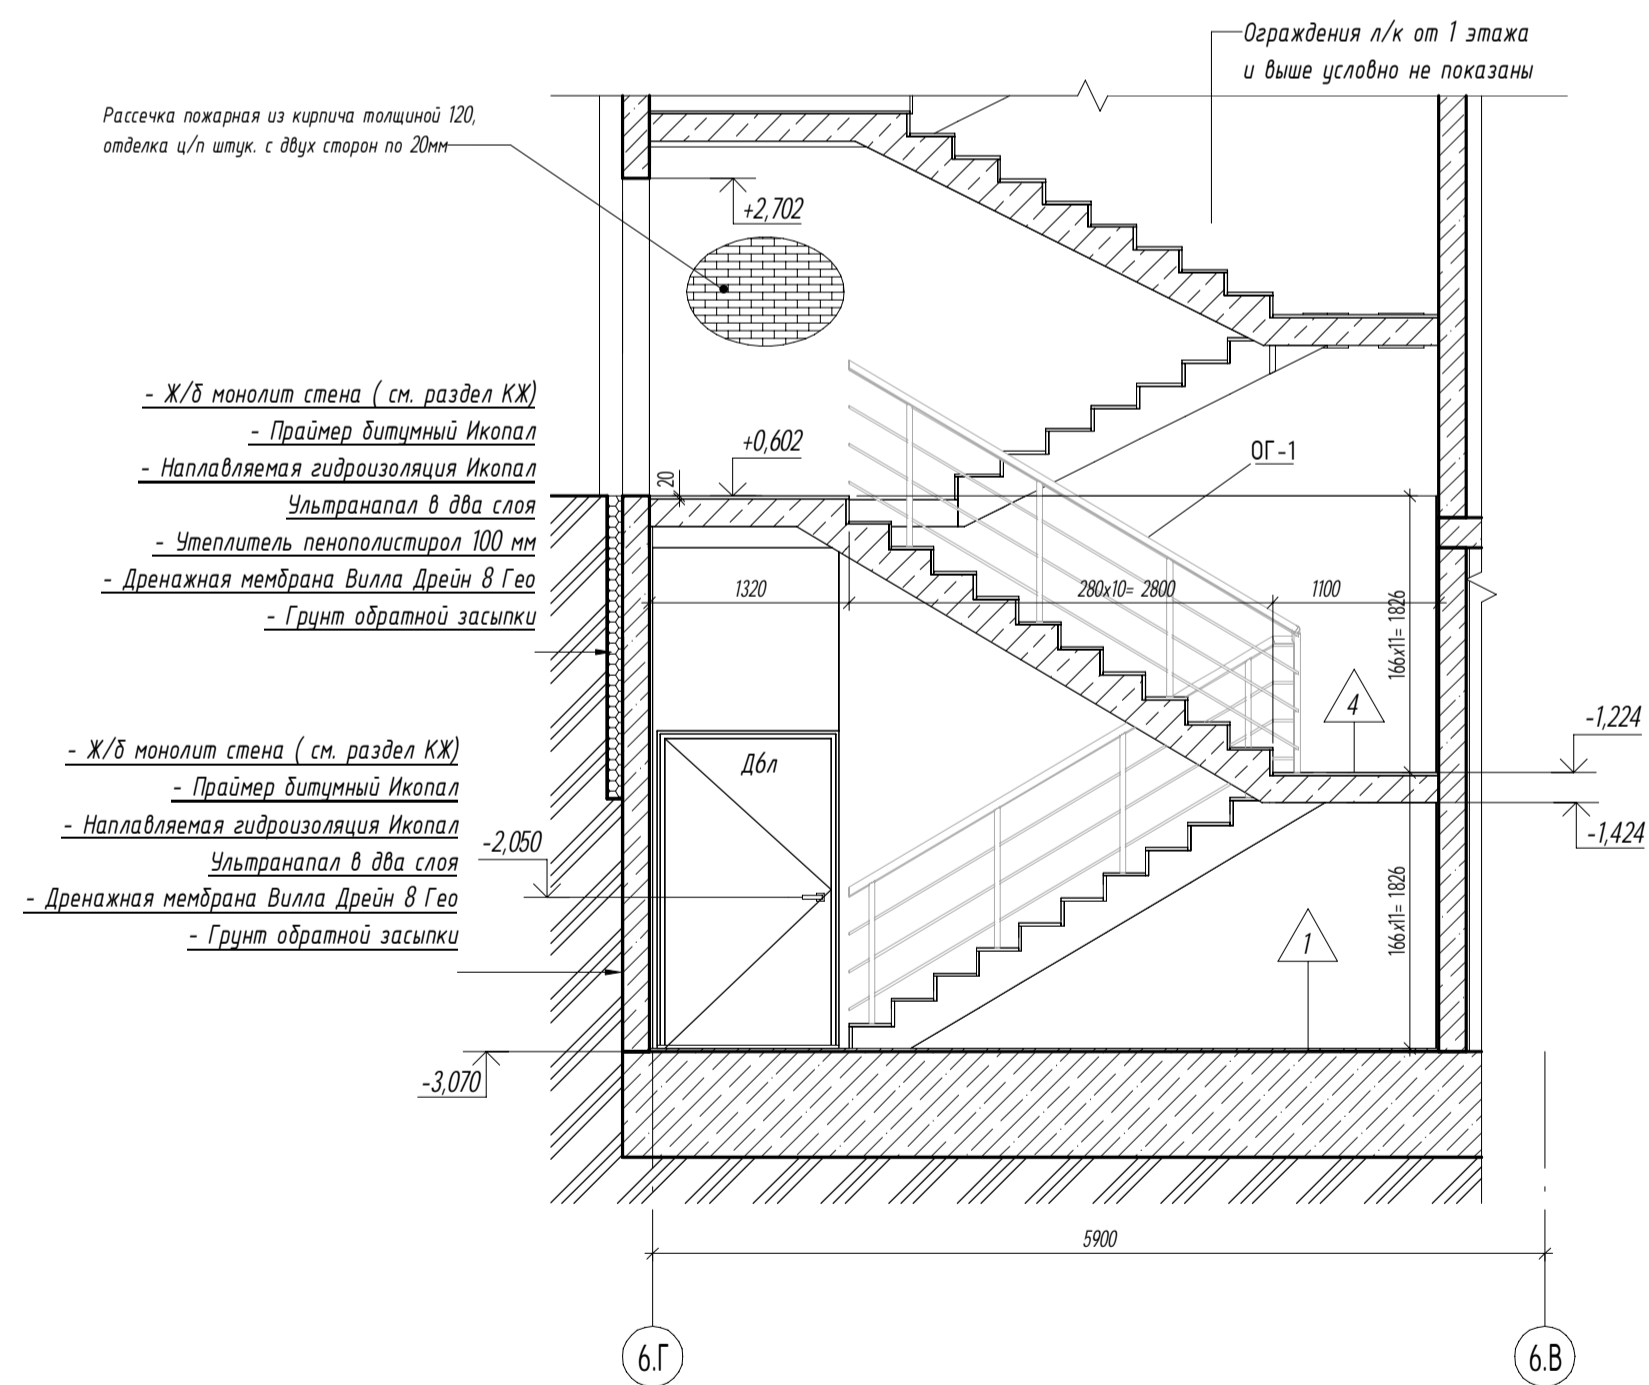 Ограждения л/к от 1 этажа
и выше условно не показаны
Рассечка пожарная из кирпича толщиной 120,
отделка ц/п штук. с двух сторон по 20мм
+2,702
- Ж/б монолит стена ( см. раздел КЖ)
- Праймер битумный Икопал
- Наплавляемая гидроизоляция Икопал
Ультранапал в два слоя
- Утеплитель пенополистирол 100 мм
- Дренажная мембрана Вилла Дрейн 8 Гео
- Грунт обратной засыпки
+0,602
20
ОГ-1
1320
280х10= 2800
1100
166х11= 1826
4
-1,224
-1,424
- Ж/б монолит стена ( см. раздел КЖ)
- Праймер битумный Икопал
- Наплавляемая гидроизоляция Икопал
Ультранапал в два слоя
- Дренажная мембрана Вилла Дрейн 8 Гео
- Грунт обратной засыпки
Д6л
-2,050
166х11= 1826
1
-3,070
5900
6.Г
6.В